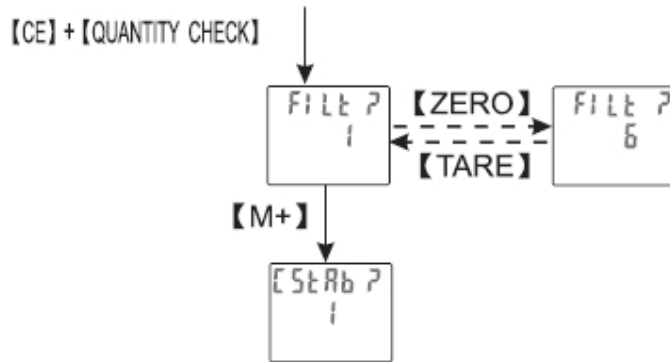 【CE】+【QUANTITY CHECK】
FILt ?
1
【ZERO】
【TARE】
FILt ?
6
【M+】
CStAb ?
1